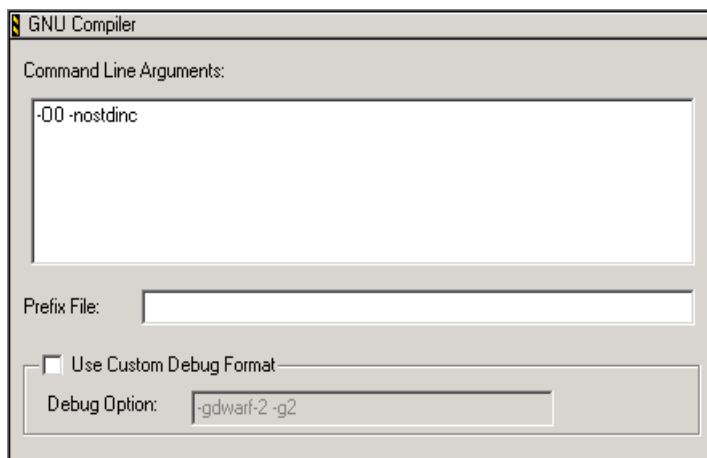 GNU Compiler
Command Line Arguments:
-O0 -nostdinc
Prefix File:
Use Custom Debug Format
Debug Option:
-gdwarf-2 -g2